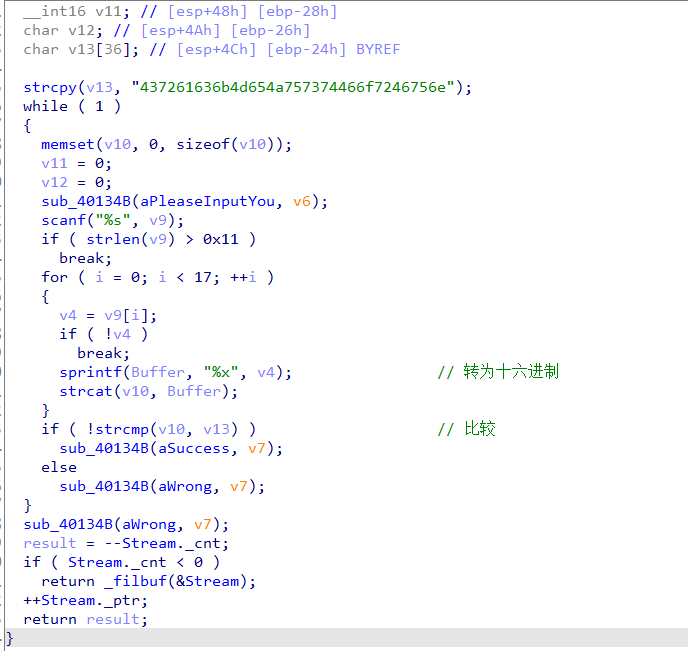 __int16 v11; // [esp+48h] [ebp-28h]
char v12; // [esp+4Ah] [ebp-26h]
char v13[36]; // [esp+4Ch] [ebp-24h] BYREF
strcpy(v13, "437261636b4d654a757374466f7246756e");
while ( 1 )
{
memset(v10, 0, sizeof(v10));
v11 = 0;
v12 = 0;
sub_40134B(aPleaseInputYou, v6);
scanf("%s", v9);
if ( strlen(v9) > 0x11 )
break;
for ( i = 0; i < 17; ++i )
{
v4 = v9[i];
if ( !v4 )
break;
sprintf(Buffer, "%x", v4); // 转为十六进制
strcat(v10, Buffer);
}
if ( !strcmp(v10, v13) ) // 比较
sub_40134B(aSuccess, v7);
else
sub_40134B(aWrong, v7);
}
sub_40134B(aWrong, v7);
result = --Stream._cnt;
if ( Stream._cnt < 0 )
return _filbuf(&Stream);
++Stream._ptr;
return result;
}